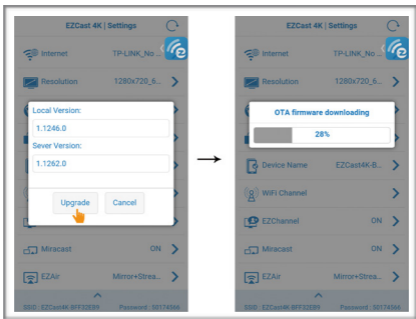 EZCast 4K | Settings
Internet
TP-LINK_No...
Resolution
1280x720_6...
Local Version:
1.1246.0
Sever Version:
1.1262.0
Upgrade
Cancel
Miracast
ON
EZAir
Mirror+Strea...
SSID : EZCast4K-BFF32EB9
Password : 50174566
EZCast 4K | Settings
Internet
TP-LINK_No...
Resolution
1280x720_6...
OTA firmware downloading
28%
Device Name
EZCast4K-B...
WiFi Channel
EZChannel
ON
Miracast
ON
EZAir
Mirror+Strea...
SSID : EZCast4K-BFF32EB9
Password : 50174566